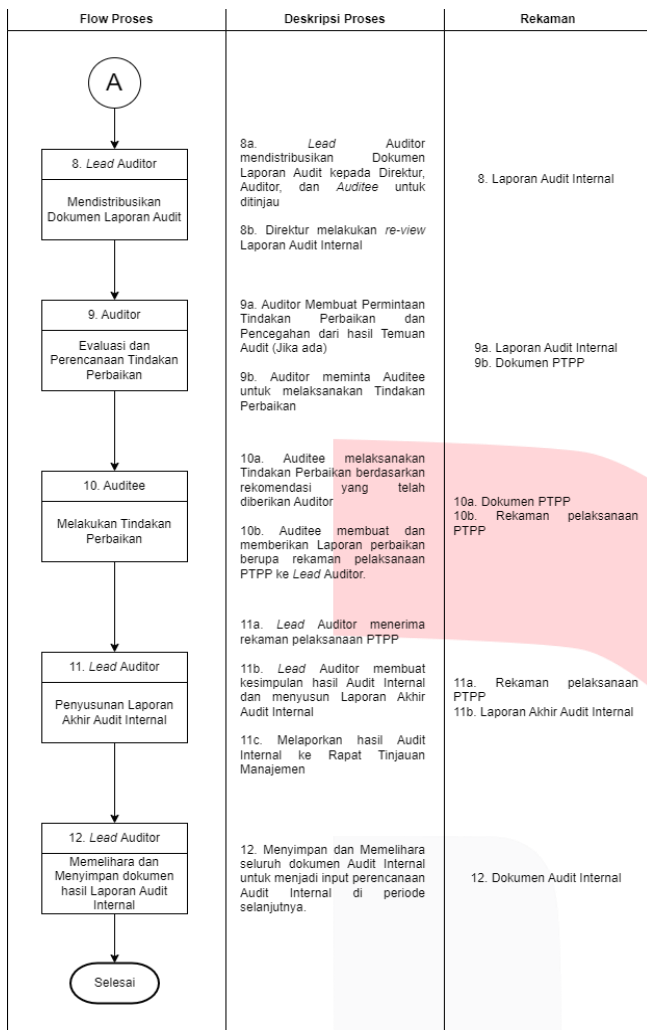 Flow Proses
Deskripsi Proses
Rekaman
A
8. Lead Auditor
Mendistribusikan
Dokumen Laporan Audit
8a. Lead Auditor
mendistribusikan Dokumen
Laporan Audit kepada Direktur,
Auditor, dan Auditee untuk
ditinjau
8b. Direktur melakukan re-view
Laporan Audit Internal
8. Laporan Audit Internal
9. Auditor
Evaluasi dan
Perencanaan Tindakan
Perbaikan
9a. Auditor Membuat Permintaan
Tindakan Perbaikan dan
Pencegahan dari hasil Temuan
Audit (Jika ada)
9b. Auditor meminta Auditee
untuk melaksanakan Tindakan
Perbaikan
9a. Laporan Audit Internal
9b. Dokumen PTPP
10. Auditee
Melakukan Tindakan
Perbaikan
10a. Auditee melaksanakan
Tindakan Perbaikan berdasarkan
rekomendasi yang telah
diberikan Auditor
10b. Auditee membuat dan
memberikan Laporan perbaikan
berupa rekaman pelaksanaan
PTPP ke Lead Auditor.
10a. Dokumen PTPP
10b. Rekaman pelaksanaan
PTPP
11. Lead Auditor
Penyusunan Laporan
Akhir Audit Internal
11a. Lead Auditor menerima
rekaman pelaksanaan PTPP
11b. Lead Auditor membuat
kesimpulan hasil Audit Internal
dan menyusun Laporan Akhir
Audit Internal
11c. Melaporkan hasil Audit
Internal ke Rapat Tinjauan
Manajemen
11a. Rekaman pelaksanaan
PTPP
11b. Laporan Akhir Audit Internal
12. Lead Auditor
Memelihara dan
Menyimpan dokumen
hasil Laporan Audit
Internal
12. Menyimpan dan Memelihara
seluruh dokumen Audit Internal
untuk menjadi input perencanaan
Audit Internal di periode
selanjutnya.
12. Dokumen Audit Internal
Selesai